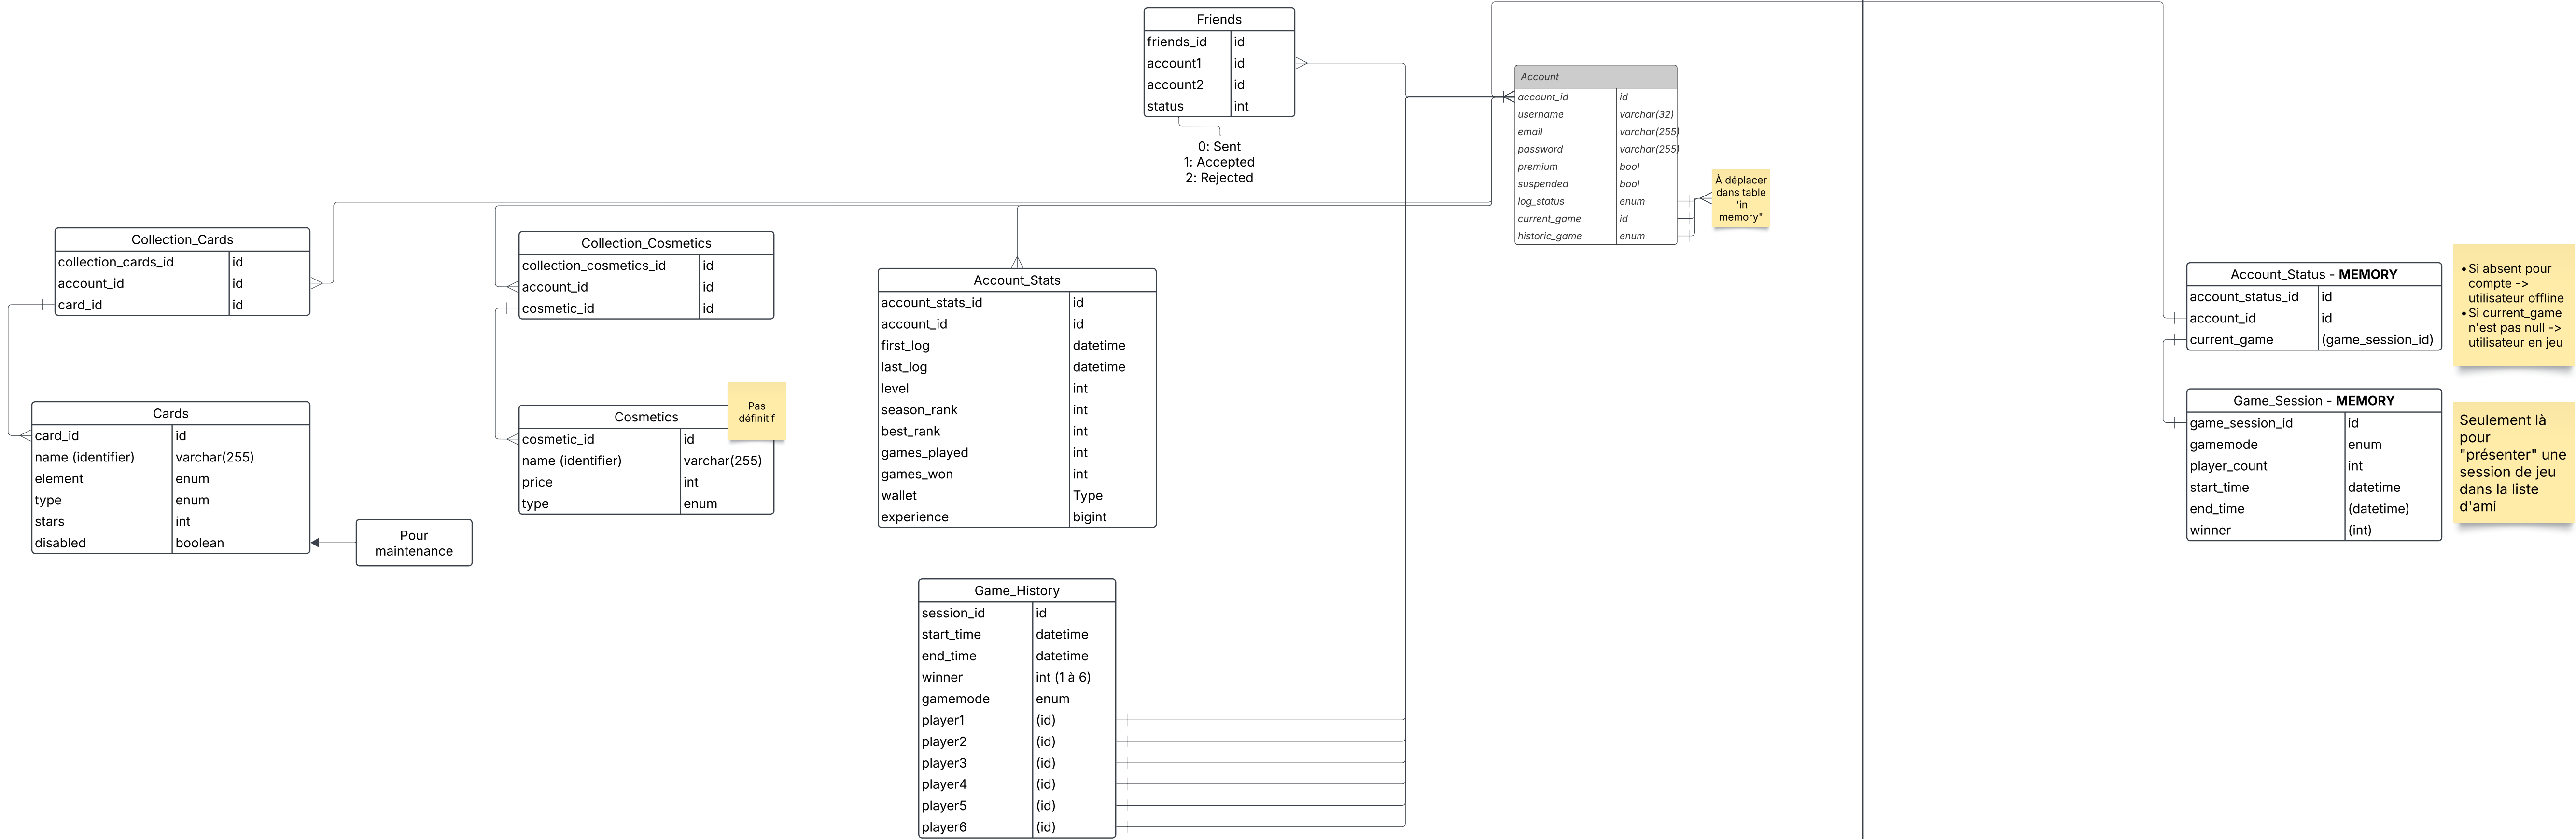 Friends
friends_id id
account1 id
account2 id
status int
0: Sent
1: Accepted
2: Rejected
Account
account_id id
username varchar(32)
email varchar(255)
password varchar(255)
premium bool
suspended bool
log_status enum
current_game id
historic_game enum
À déplacer
dans table
"in
memory"
Collection_Cards
collection_cards_id id
account_id id
card_id id
Collection_Cosmetics
collection_cosmetics_id id
account_id id
cosmetic_id id
Account_Stats
account_stats_id id
account_id id
first_log datetime
last_log datetime
level int
season_rank int
best_rank int
games_played int
games_won int
wallet Type
experience bigint
Account_Status - MEMORY
account_status_id id
account_id id
current_game (game_session_id)
•Si absent pour
compte ->
utilisateur offline
•Si current_game
n'est pas null ->
utilisateur en jeu
Cards
card_id id
name (identifier) varchar(255)
element enum
type enum
stars int
disabled boolean
Pour
maintenance
Cosmetics
cosmetic_id id
name (identifier) varchar(255)
price int
type enum
Pas
définitif
Game_Session - MEMORY
game_session_id id
gamemode enum
player_count int
start_time datetime
end_time (datetime)
winner (int)
Seulement là
pour
"présenter" une
session de jeu
dans la liste
d'ami
Game_History
session_id id
start_time datetime
end_time datetime
winner int (1 à 6)
gamemode enum
player1 (id)
player2 (id)
player3 (id)
player4 (id)
player5 (id)
player6 (id)